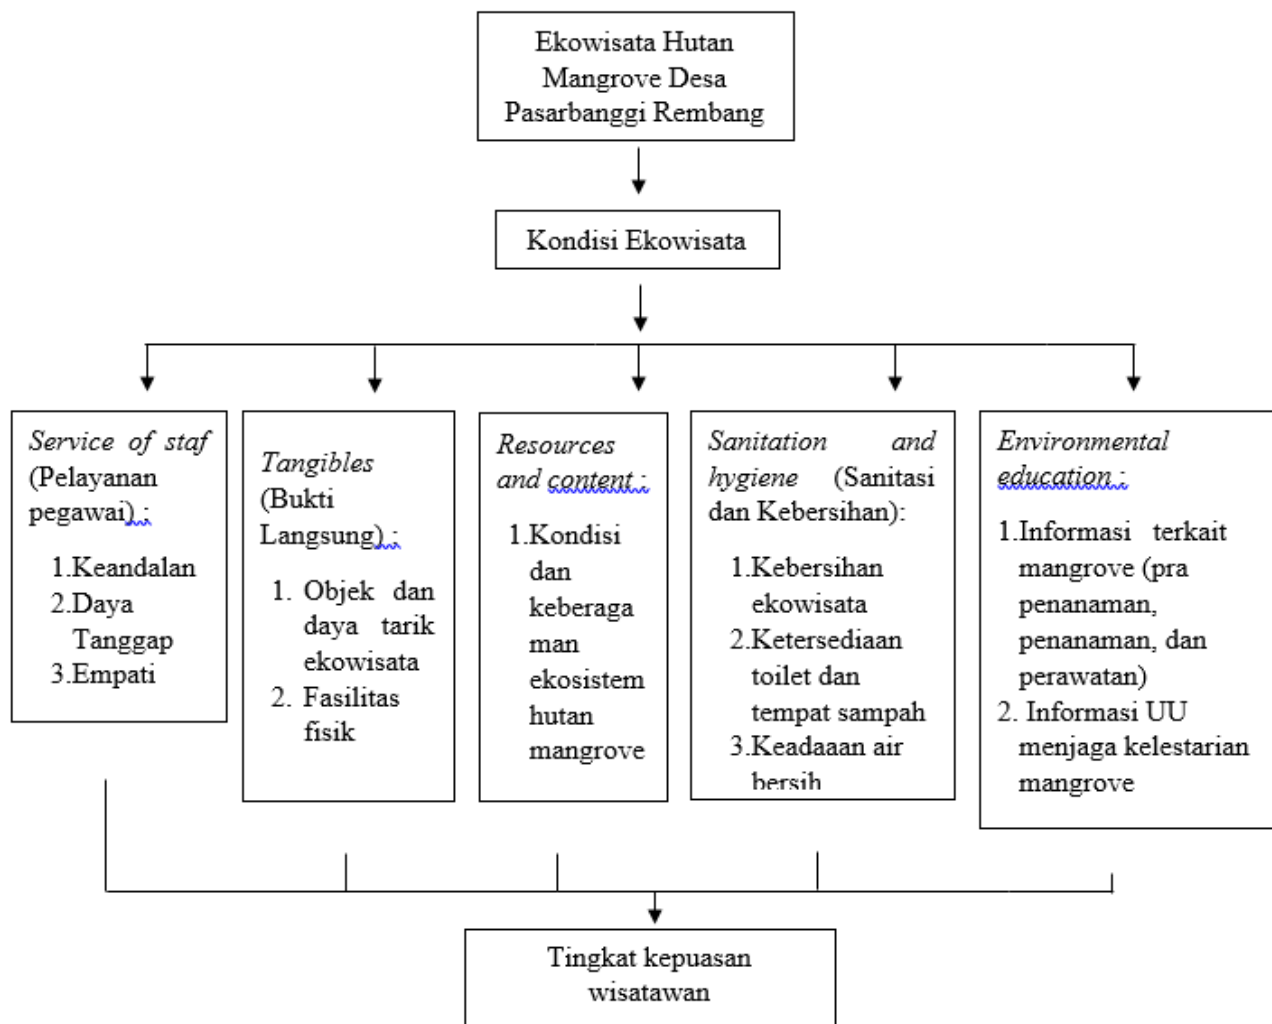 Ekowisata Hutan
Mangrove Desa
Pasarbanggi Rembang
Kondisi Ekowisata
Service of staf
(Pelayanan
pegawai) :
1.Keandalan
2.Daya
Tanggap
3.Empati
Tangibles
(Bukti
Langsung) :
1. Objek dan
daya tarik
ekowisata
2. Fasilitas
fisik
Resources
and content :
1.Kondisi
dan
keberaga
man
ekosistem
hutan
mangrove
Sanitation and
hygiene (Sanitasi
dan Kebersihan):
1.Kebersihan
ekowisata
2.Ketersediaan
toilet dan
tempat sampah
3.Keadaaan air
bersih
Environmental
education :
1.Informasi terkait
mangrove (pra
penanaman,
penanaman, dan
perawatan)
2. Informasi UU
menjaga kelestarian
mangrove
Tingkat kepuasan
wisatawan